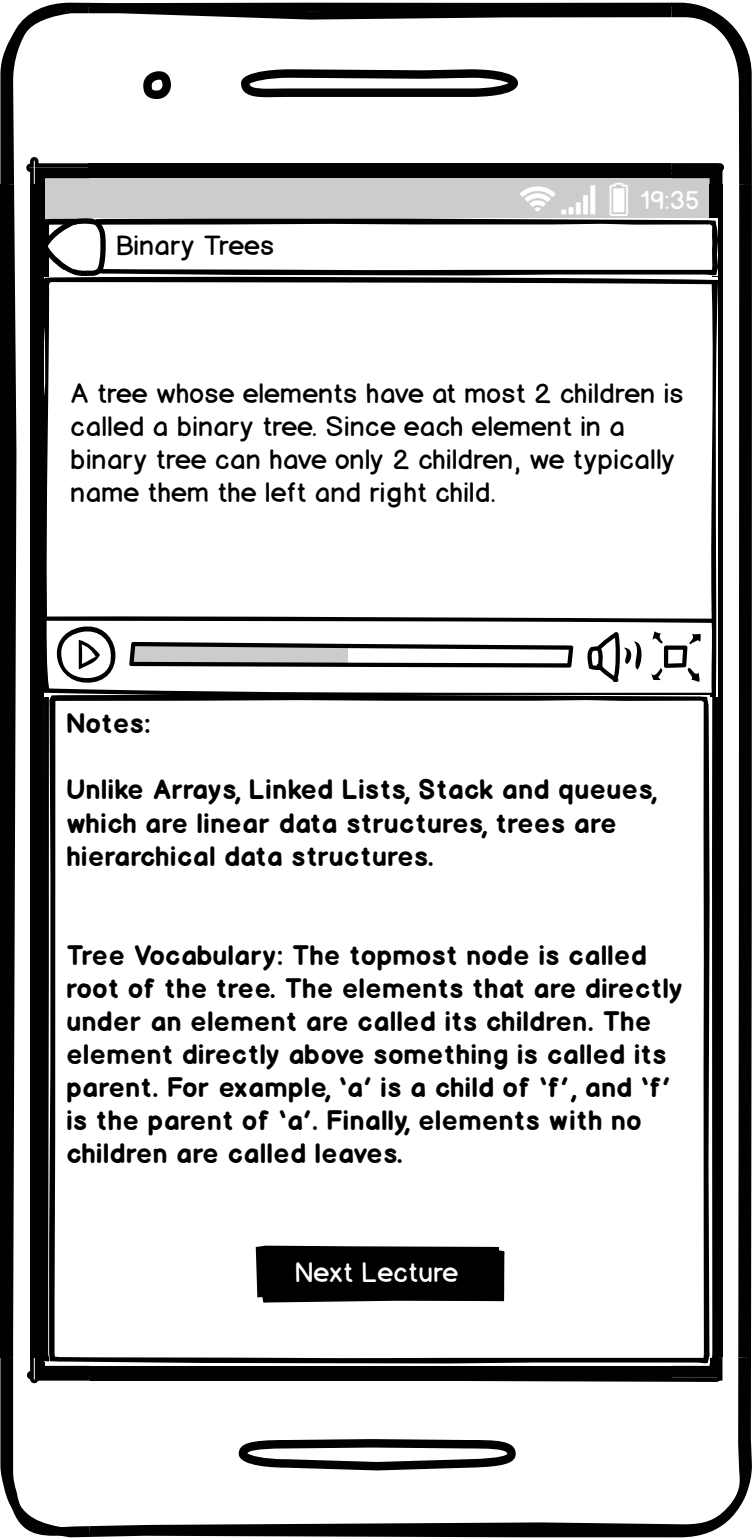 19:35
Binary Trees
A tree whose elements have at most 2 children is
called a binary tree. Since each element in a
binary tree can have only 2 children, we typically
name them the left and right child.
Notes:
Unlike Arrays, Linked Lists, Stack and queues,
which are linear data structures, trees are
hierarchical data structures.
Tree Vocabulary: The topmost node is called
root of the tree. The elements that are directly
under an element are called its children. The
element directly above something is called its
parent. For example, ‘a’ is a child of ‘f’, and ‘f’
is the parent of ‘a’. Finally, elements with no
children are called leaves.
Next Lecture